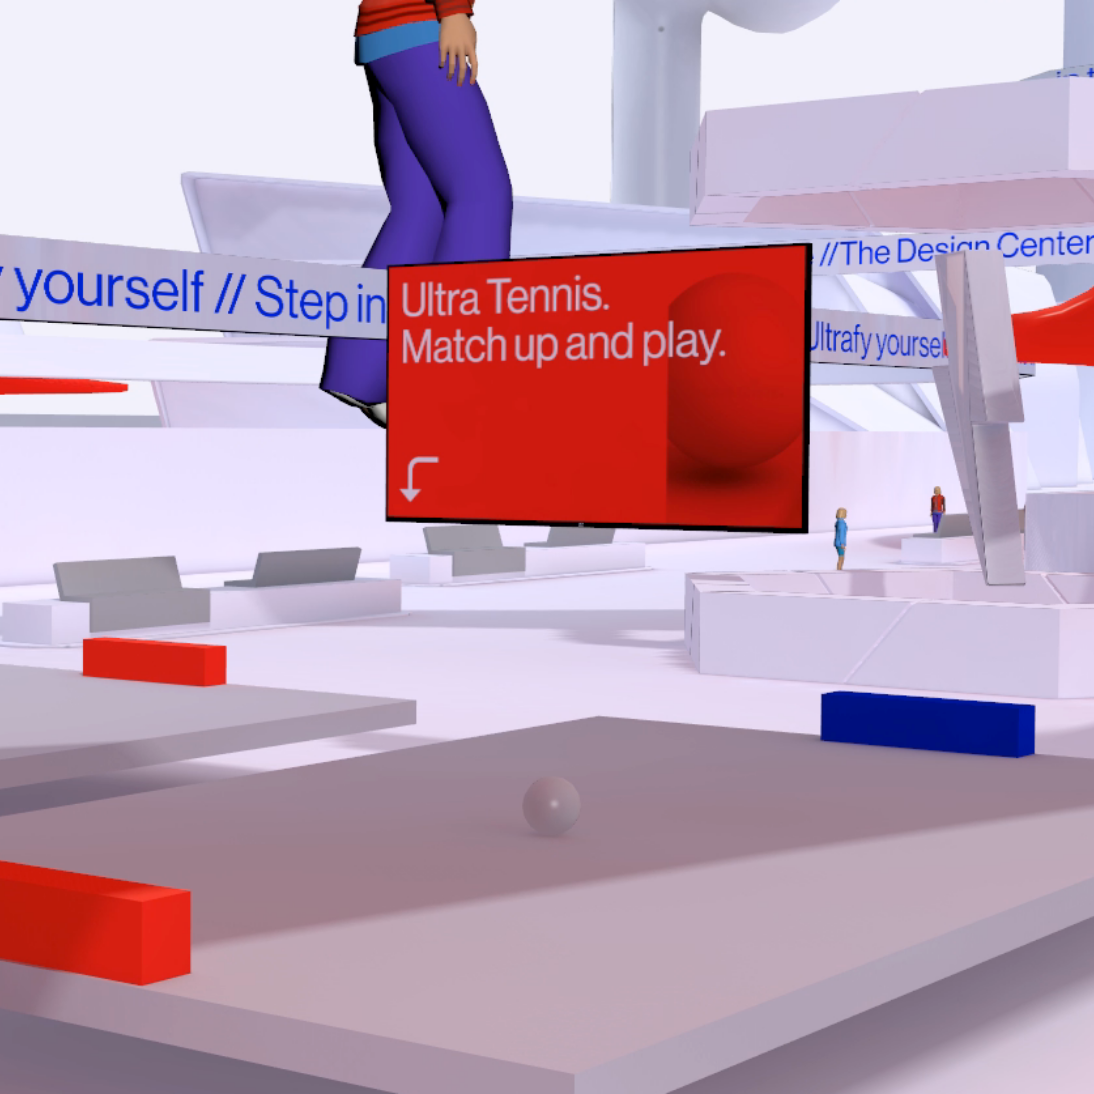 yourself // Step in
Ultra Tennis.
Match up and play.
//The Design Center
Ultrafy yoursel